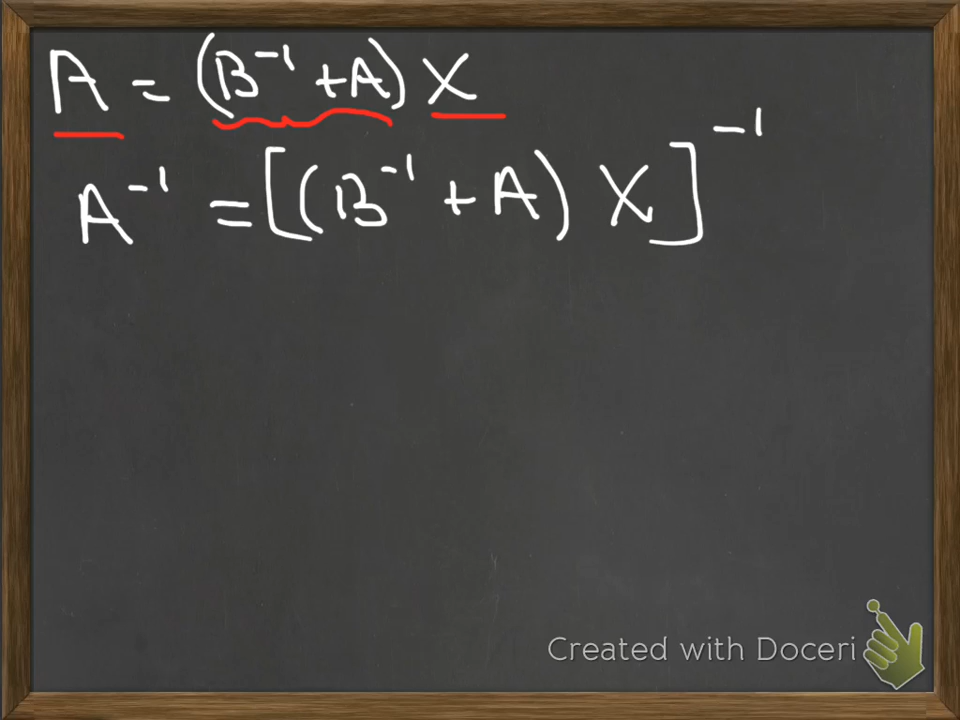 A = (B⁻¹ + A) X
A⁻¹ = [(B⁻¹ + A) X]⁻¹
Created with Doceri